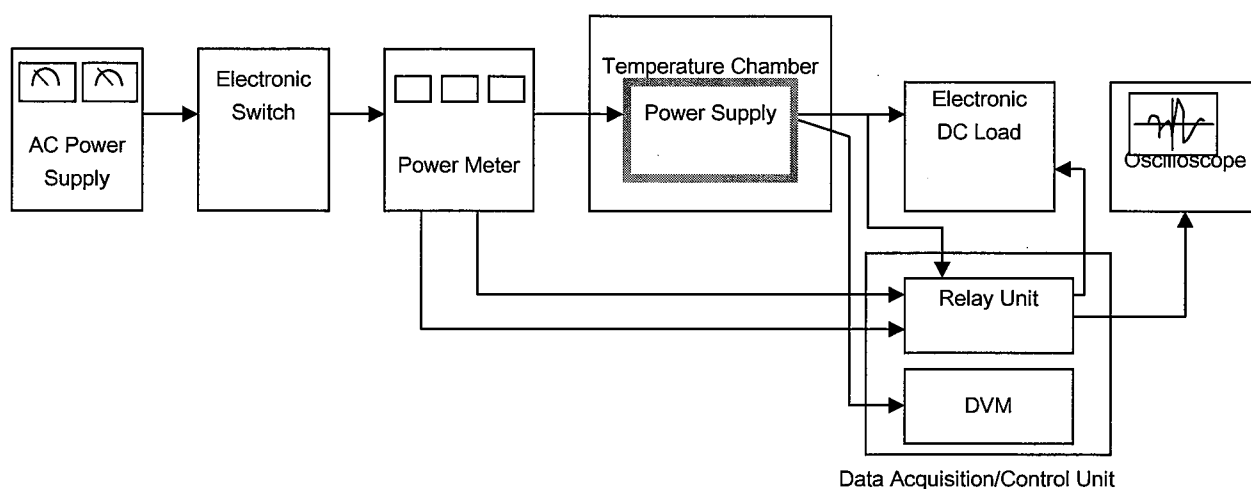 AC Power
Supply
Electronic
Switch
Power Meter
Temperature Chamber
Power Supply
Electronic
DC Load
Oscilloscope
Relay Unit
DVM
Data Acquisition/Control Unit